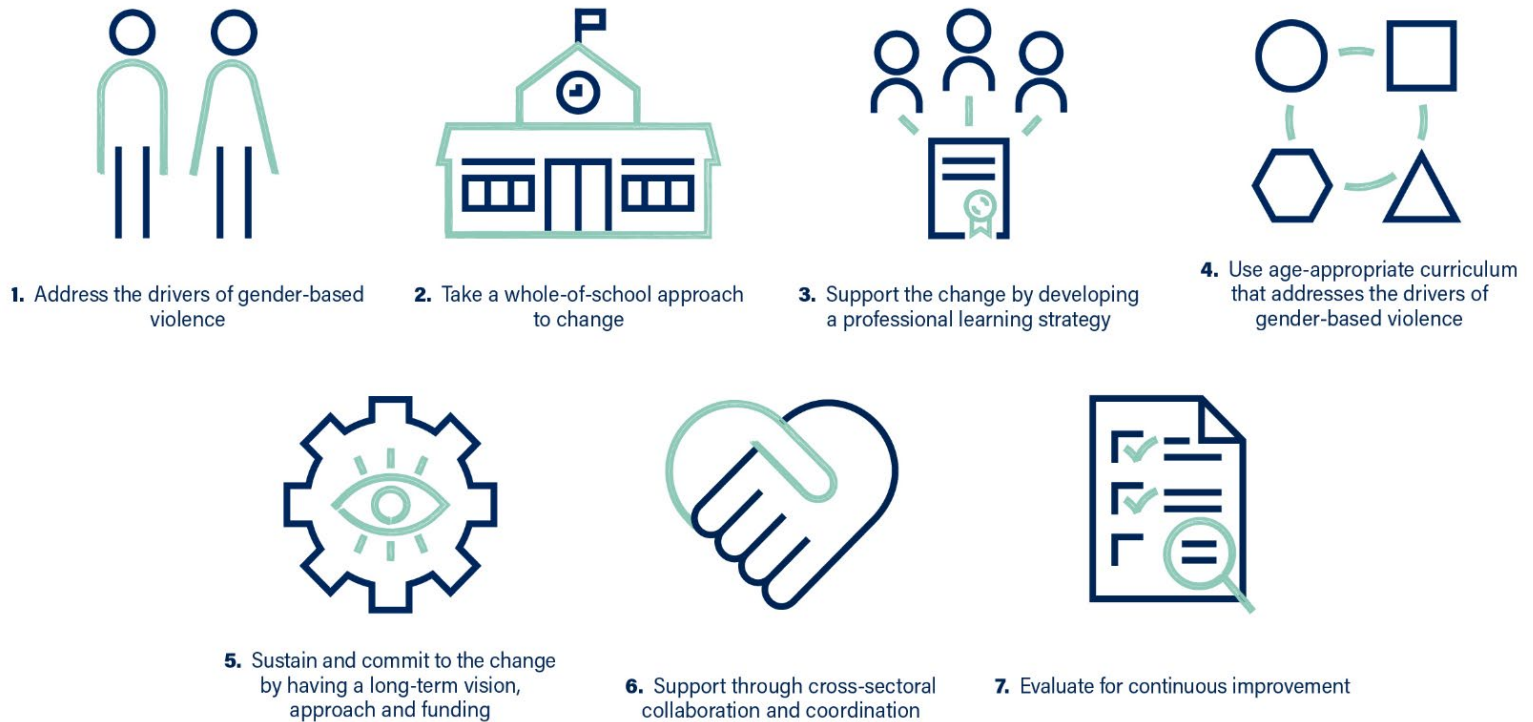 1. Address the drivers of gender-based
violence
2. Take a whole-of-school approach
to change
3. Support the change by developing
a professional learning strategy
4. Use age-appropriate curriculum
that addresses the drivers of
gender-based violence
5. Sustain and commit to the change
by having a long-term vision,
approach and funding
6. Support through cross-sectoral
collaboration and coordination
7. Evaluate for continuous improvement